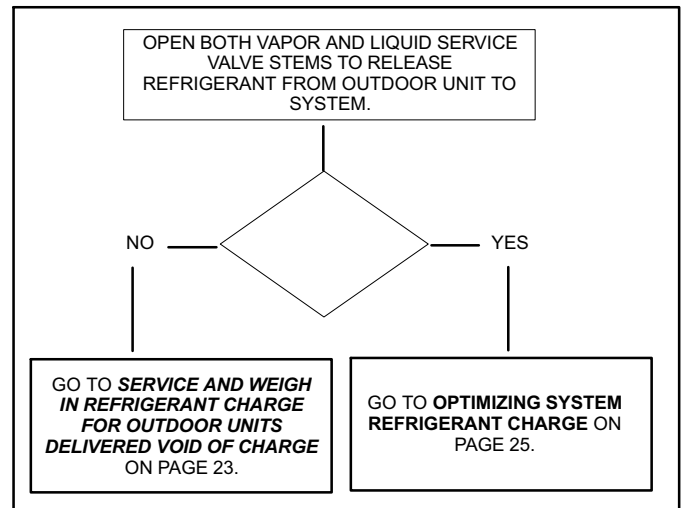 OPEN BOTH VAPOR AND LIQUID SERVICE
VALVE STEMS TO RELEASE
REFRIGERANT FROM OUTDOOR UNIT TO
SYSTEM.
NO
YES
GO TO SERVICE AND WEIGH
IN REFRIGERANT CHARGE
FOR OUTDOOR UNITS
DELIVERED VOID OF CHARGE
ON PAGE 23.
GO TO OPTIMIZING SYSTEM
REFRIGERANT CHARGE ON
PAGE 25.